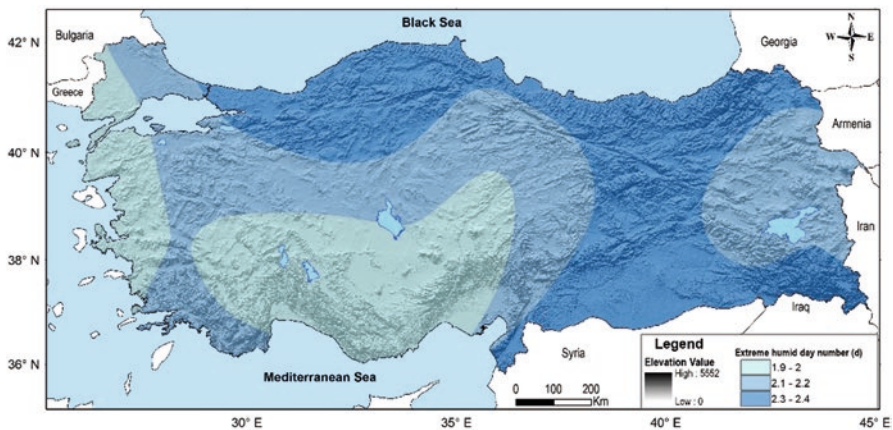 Black Sea
42° N
Bulgaria
Georgia
N
W E
S
Greece
Armenia
40° N
Iran
38° N
Iraq
Syria
36° N
Mediterranean Sea
Legend
Elevation Value
High : 5552
Low : 0
Extreme humid day number (d)
1.9 - 2
2.1 - 2.2
2.3 - 2.4
0 100 200
Km
30° E 35° E 40° E 45° E